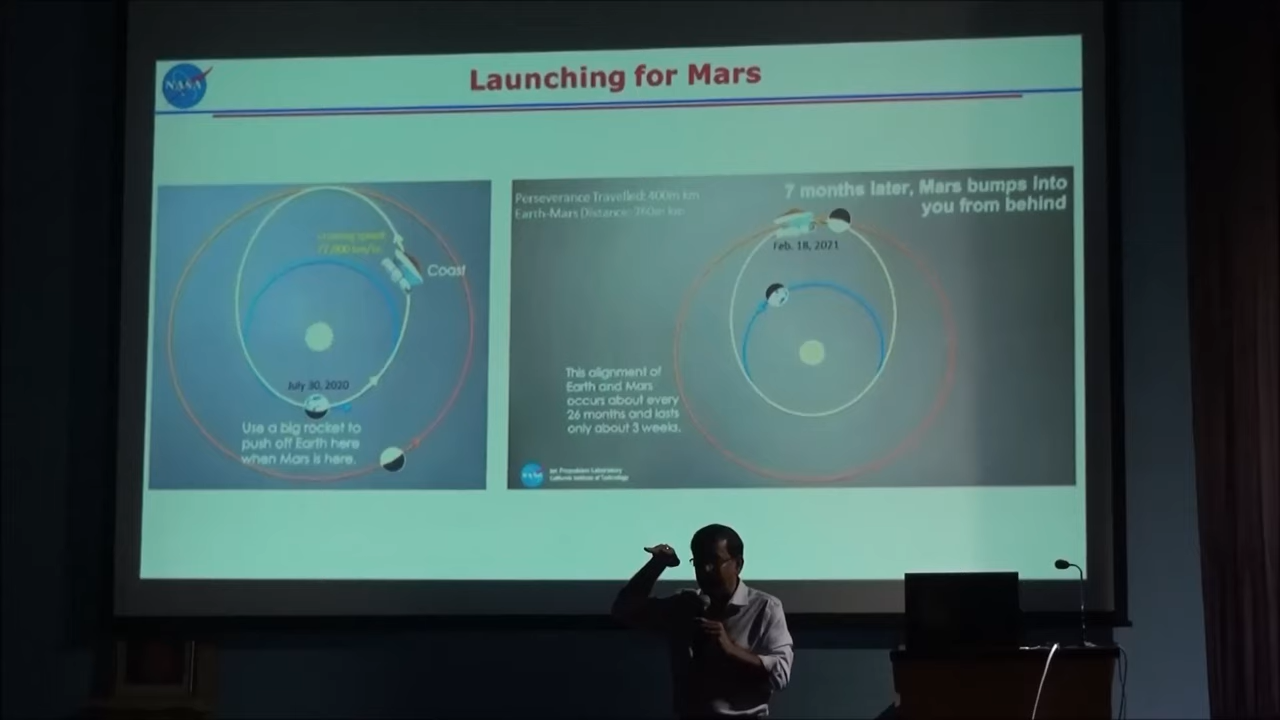 NASA
Launching for Mars
Coast
July 30, 2020
Use a big rocket to
push off Earth here
when Mars is here.
Perseverance Travelled: 400m km
Earth-Mars Distance:
7 months later, Mars bumps into
you from behind
Feb. 18, 2021
This alignment of
Earth and Mars
occurs about every
26 months and lasts
only about 3 weeks.
NASA
Jet Propulsion Laboratory
California Institute of Technology